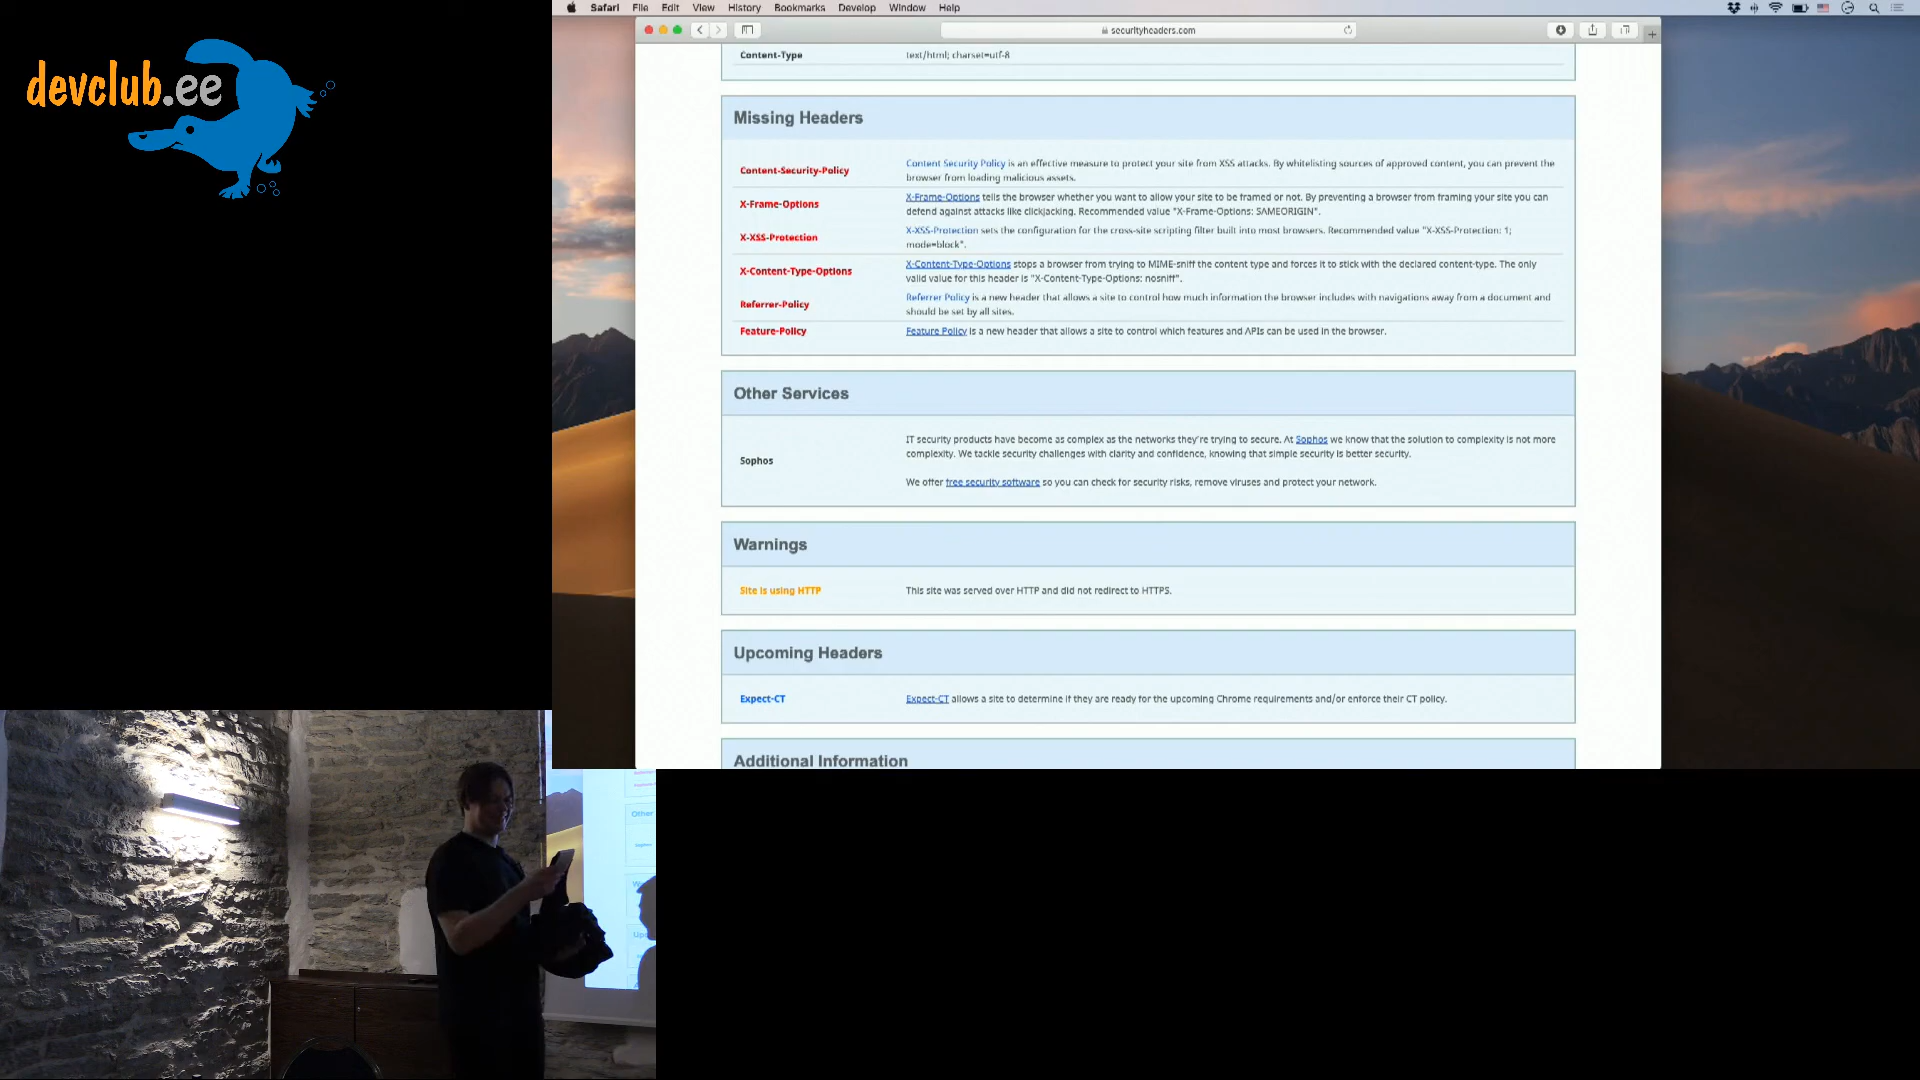 devclub.ee
Safari File Edit View History Bookmarks Develop Window Help
securityheaders.com
Content-Type text/html; charset=utf-8
Missing Headers
Content-Security-Policy
Content Security Policy is an effective measure to protect your site from XSS attacks. By whitelisting sources of approved content, you can prevent the
browser from loading malicious assets.
X-Frame-Options
X-Frame-Options tells the browser whether you want to allow your site to be framed or not. By preventing a browser from framing your site you can
defend against attacks like clickjacking. Recommended value "X-Frame-Options: SAMEORIGIN".
X-XSS-Protection
X-XSS-Protection sets the configuration for the cross-site scripting filter built into most browsers. Recommended value "X-XSS-Protection: 1;
mode=block".
X-Content-Type-Options
X-Content-Type-Options stops a browser from trying to MIME-sniff the content type and forces it to stick with the declared content-type. The only
valid value for this header is "X-Content-Type-Options: nosniff".
Referrer-Policy
Referrer Policy is a new header that allows a site to control how much information the browser includes with navigations away from a document and
should be set by all sites.
Feature-Policy
Feature Policy is a new header that allows a site to control which features and APIs can be used in the browser.
Other Services
Sophos
IT security products have become as complex as the networks they're trying to secure. At Sophos we know that the solution to complexity is not more
complexity. We tackle security challenges with clarity and confidence, knowing that simple security is better security.
We offer free security software so you can check for security risks, remove viruses and protect your network.
Warnings
Site is using HTTP
This site was served over HTTP and did not redirect to HTTPS.
Upcoming Headers
Expect-CT
Expect-CT allows a site to determine if they are ready for the upcoming Chrome requirements and/or enforce their CT policy.
Additional Information
Other